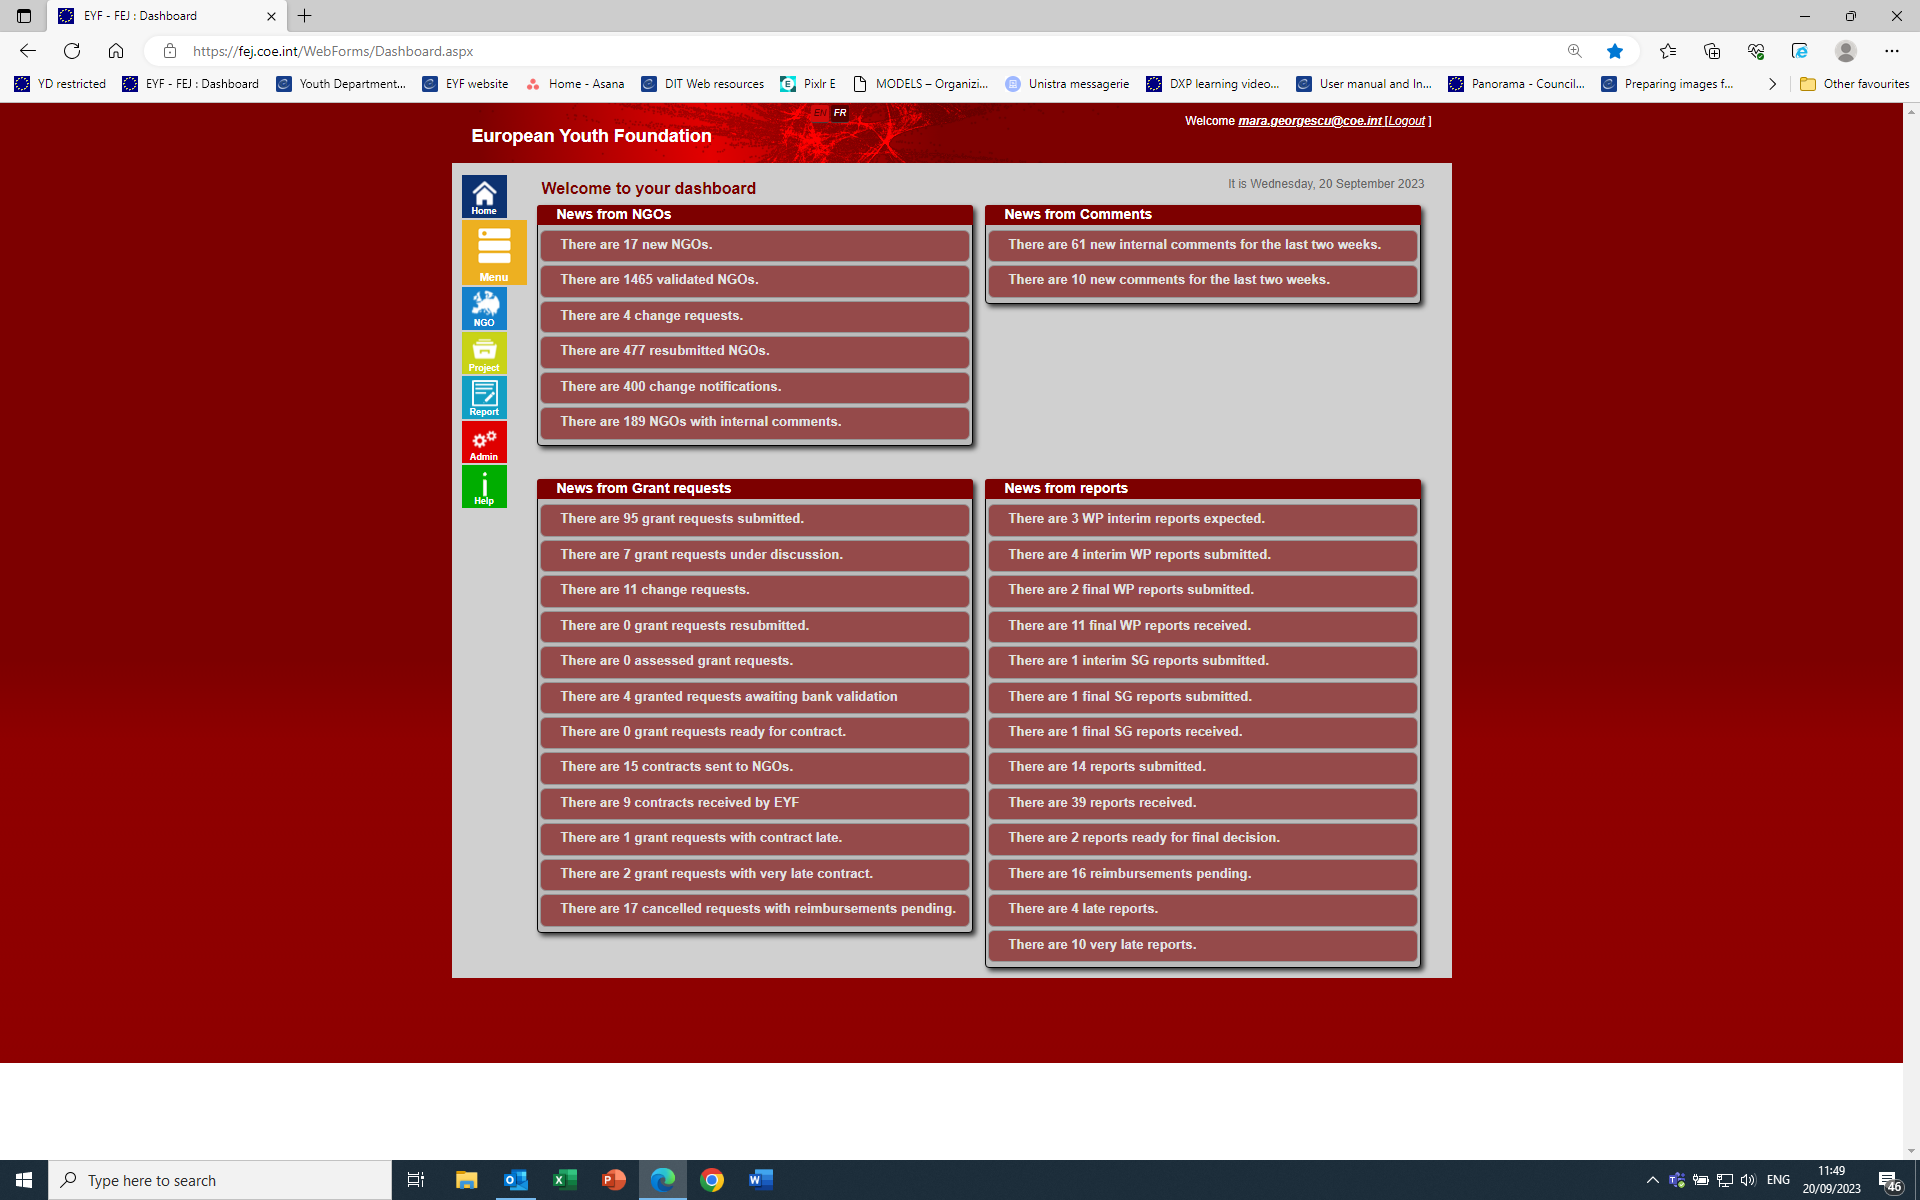 EYF - FEJ : Dashboard
https://fej.coe.int/WebForms/Dashboard.aspx
YD restricted
EYF - FEJ : Dashboard
Youth Department...
EYF website
Home - Asana
DIT Web resources
Pixlr E
MODELS – Organizi...
Unistra messagerie
DXP learning video...
User manual and In...
Panorama - Council...
Preparing images f...
Other favourites
EN FR
European Youth Foundation
Welcome mara.georgescu@coe.int [Logout ]
Home
Menu
NGO
Project
Report
Admin
Help
Welcome to your dashboard
It is Wednesday, 20 September 2023
News from NGOs
There are 17 new NGOs.
There are 1465 validated NGOs.
There are 4 change requests.
There are 477 resubmitted NGOs.
There are 400 change notifications.
There are 189 NGOs with internal comments.
News from Comments
There are 61 new internal comments for the last two weeks.
There are 10 new comments for the last two weeks.
News from Grant requests
There are 95 grant requests submitted.
There are 7 grant requests under discussion.
There are 11 change requests.
There are 0 grant requests resubmitted.
There are 0 assessed grant requests.
There are 4 granted requests awaiting bank validation
There are 0 grant requests ready for contract.
There are 15 contracts sent to NGOs.
There are 9 contracts received by EYF
There are 1 grant requests with contract late.
There are 2 grant requests with very late contract.
There are 17 cancelled requests with reimbursements pending.
News from reports
There are 3 WP interim reports expected.
There are 4 interim WP reports submitted.
There are 2 final WP reports submitted.
There are 11 final WP reports received.
There are 1 interim SG reports submitted.
There are 1 final SG reports submitted.
There are 1 final SG reports received.
There are 14 reports submitted.
There are 39 reports received.
There are 2 reports ready for final decision.
There are 16 reimbursements pending.
There are 4 late reports.
There are 10 very late reports.
Type here to search
ENG
11:49
20/09/2023
46